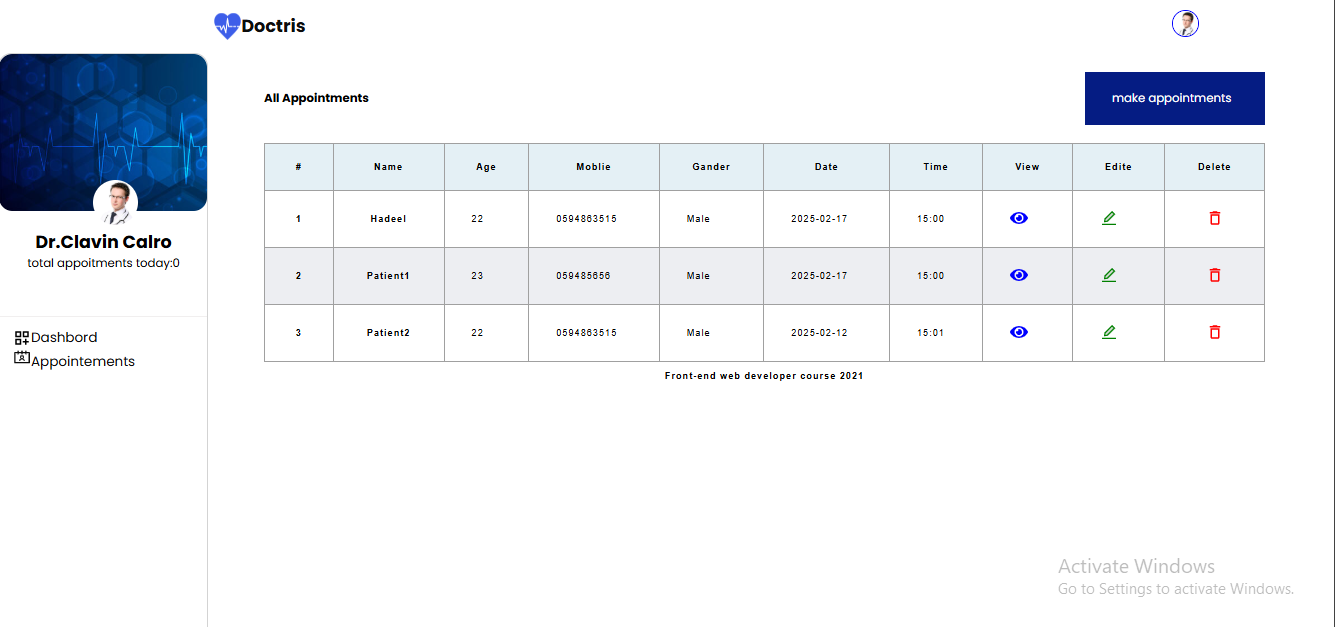 Doctris
Dr.Clavin Calro
total appoitments today:0
Dashbord
Appointements
All Appointments
make appointments
# Name Age Moblie Gander Date Time View Edite Delete
1 Hadeel 22 0594863515 Male 2025-02-17 15:00
2 Patient1 23 059485656 Male 2025-02-17 15:00
3 Patient2 22 0594863515 Male 2025-02-12 15:01
Front-end web developer course 2021
Activate Windows
Go to Settings to activate Windows.